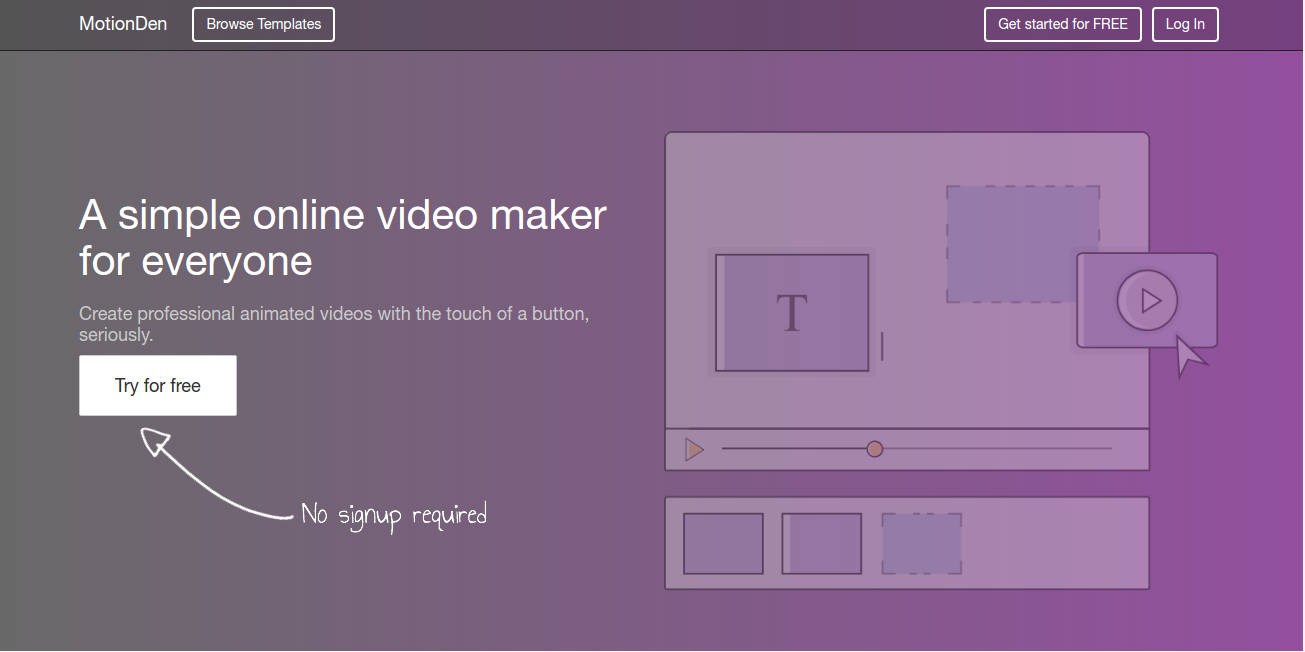 MotionDen
Browse Templates
Get started for FREE
Log In
A simple online video maker
for everyone
Create professional animated videos with the touch of a button,
seriously.
Try for free
No signup required
T